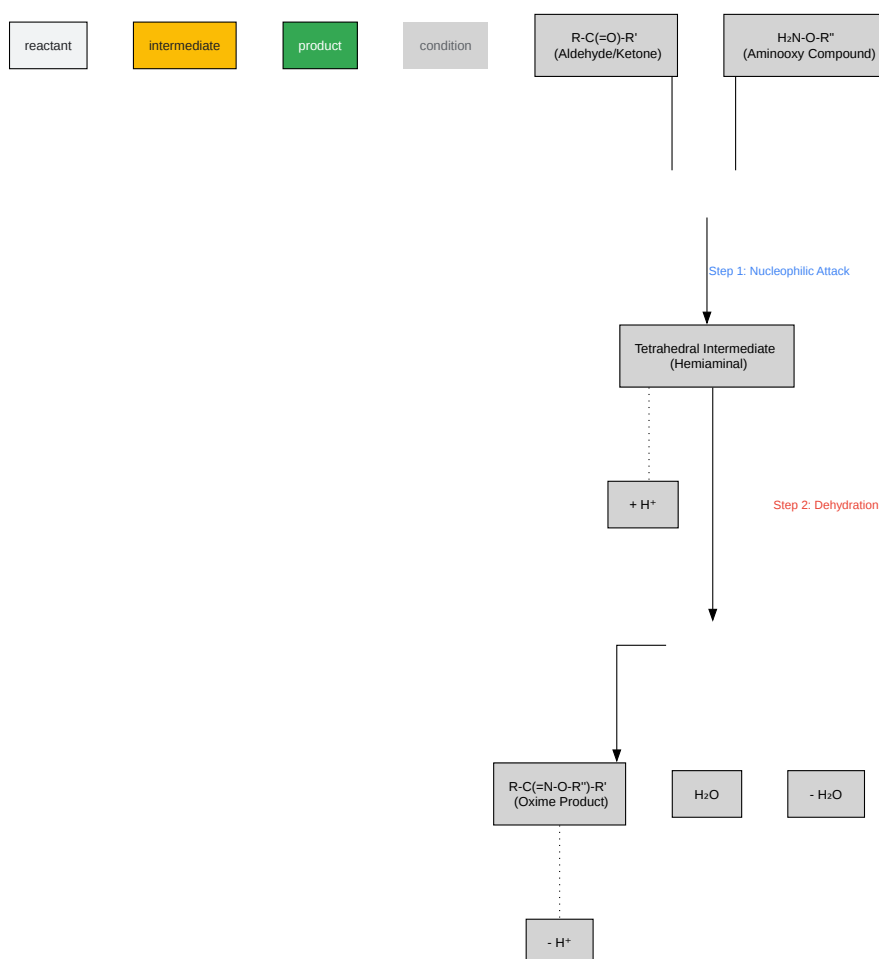 reactant
intermediate
product
condition
R-C(=O)-R'
(Aldehyde/Ketone)
H₂N-O-R"
(Aminooxy Compound)
Step 1: Nucleophilic Attack
Tetrahedral Intermediate
(Hemiaminal)
+ H⁺
Step 2: Dehydration
R-C(=N-O-R")-R'
(Oxime Product)
H₂O
- H₂O
- H⁺